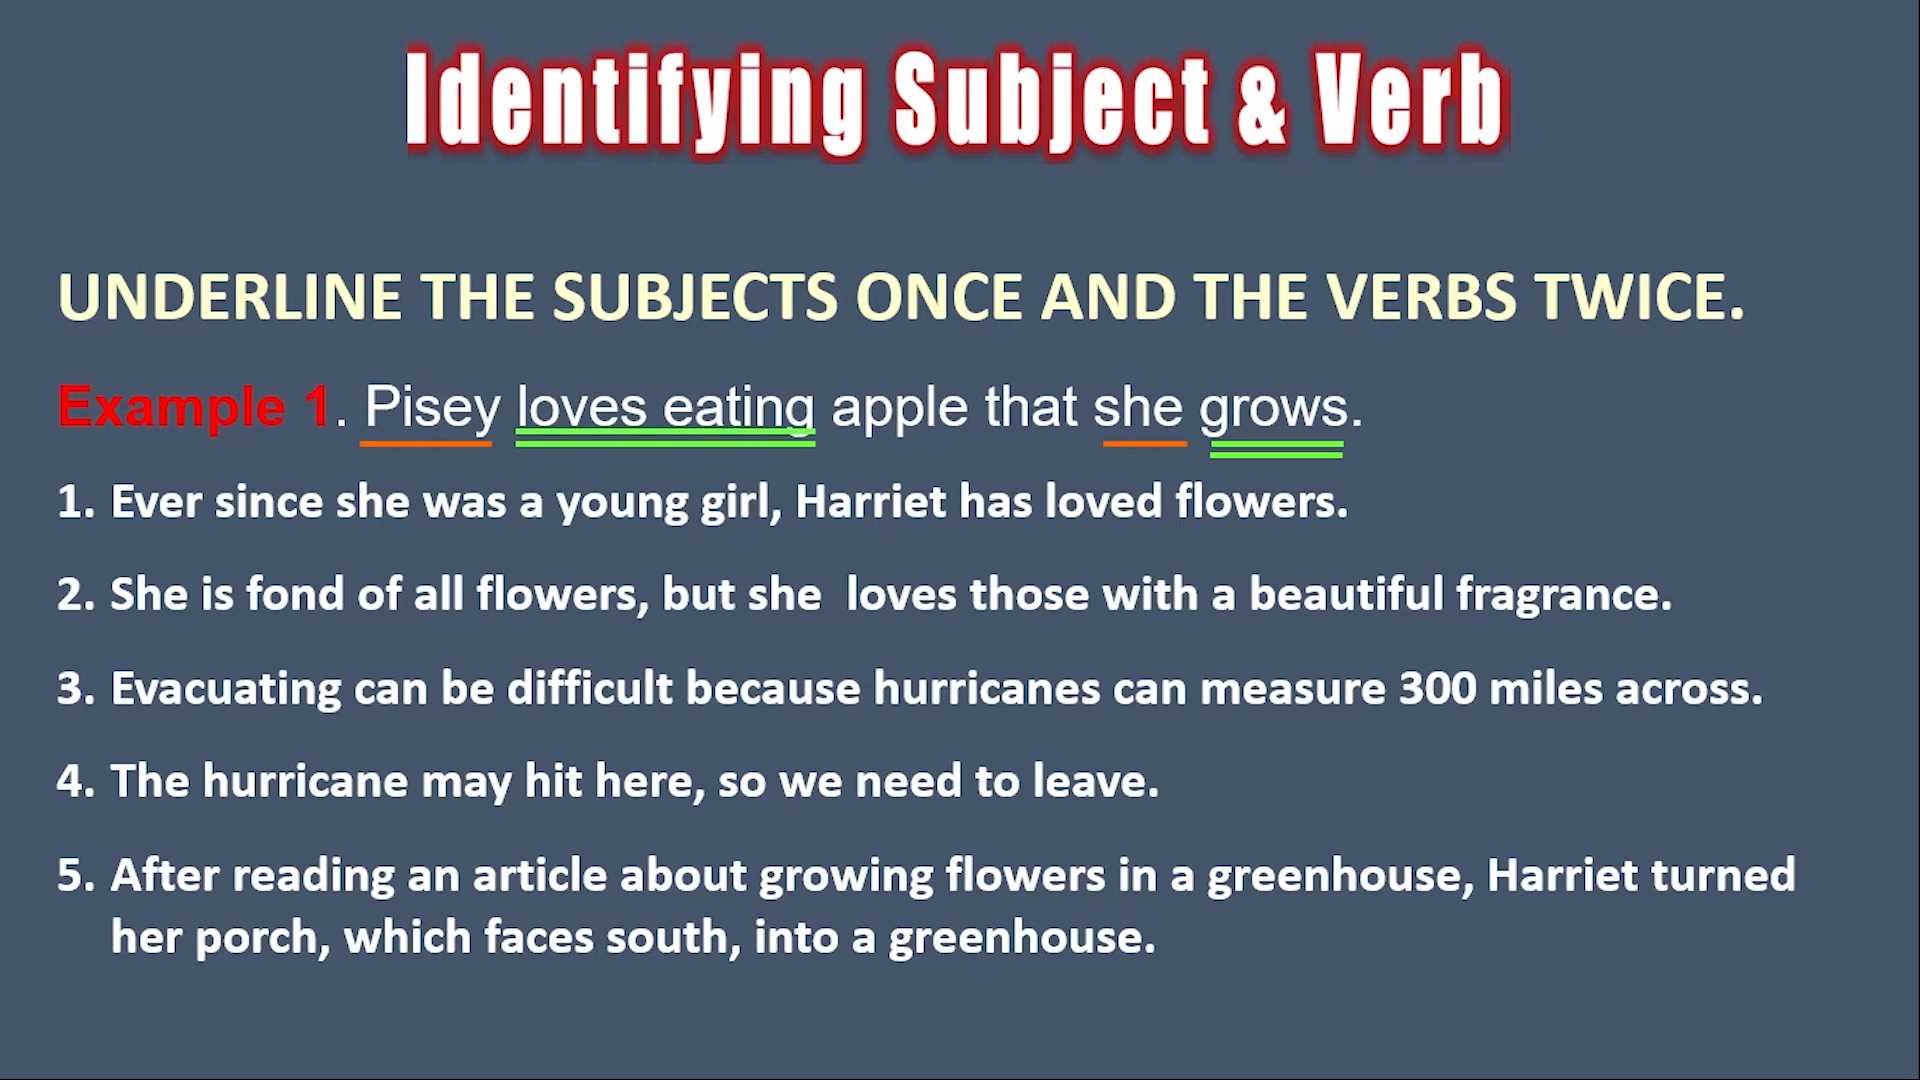 Identifying Subject & Verb
UNDERLINE THE SUBJECTS ONCE AND THE VERBS TWICE.
Example 1. Pisey loves eating apple that she grows.
1. Ever since she was a young girl, Harriet has loved flowers.
2. She is fond of all flowers, but she  loves those with a beautiful fragrance.
3. Evacuating can be difficult because hurricanes can measure 300 miles across.
4. The hurricane may hit here, so we need to leave.
5. After reading an article about growing flowers in a greenhouse, Harriet turned
her porch, which faces south, into a greenhouse.